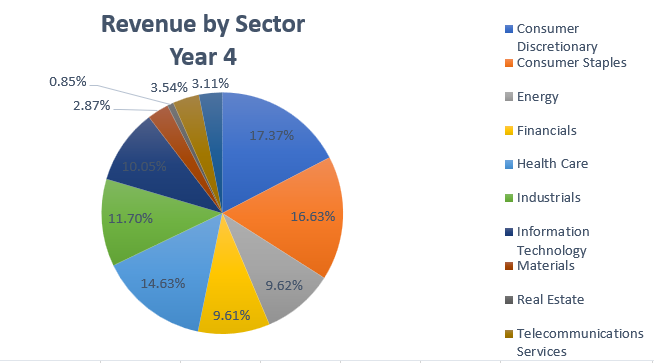 Revenue by Sector
Year 4
0.85%
3.54%
3.11%
2.87%
17.37%
10.05%
16.63%
11.70%
9.62%
14.63%
9.61%
Consumer
Discretionary
Consumer Staples
Energy
Financials
Health Care
Industrials
Information
Technology
Materials
Real Estate
Telecommunications
Services